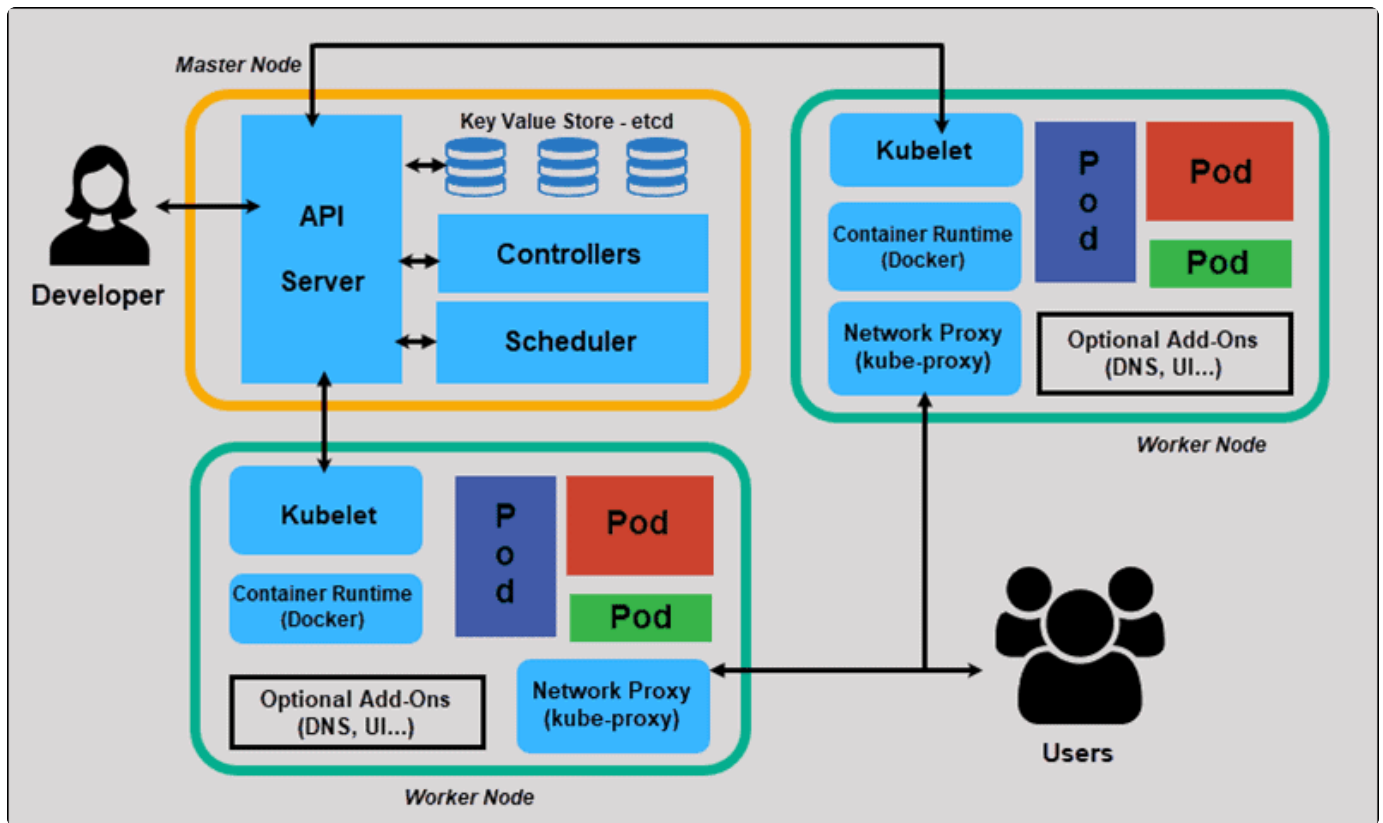 Master Node
Key Value Store - etcd
API
Server
Controllers
Scheduler
Developer
Kubelet
Container Runtime
(Docker)
Network Proxy
(kube-proxy)
P
o
d
Pod
Pod
Optional Add-Ons
(DNS, UI...)
Worker Node
Kubelet
Container Runtime
(Docker)
P
o
d
Pod
Pod
Optional Add-Ons
(DNS, UI...)
Network Proxy
(kube-proxy)
Worker Node
Users